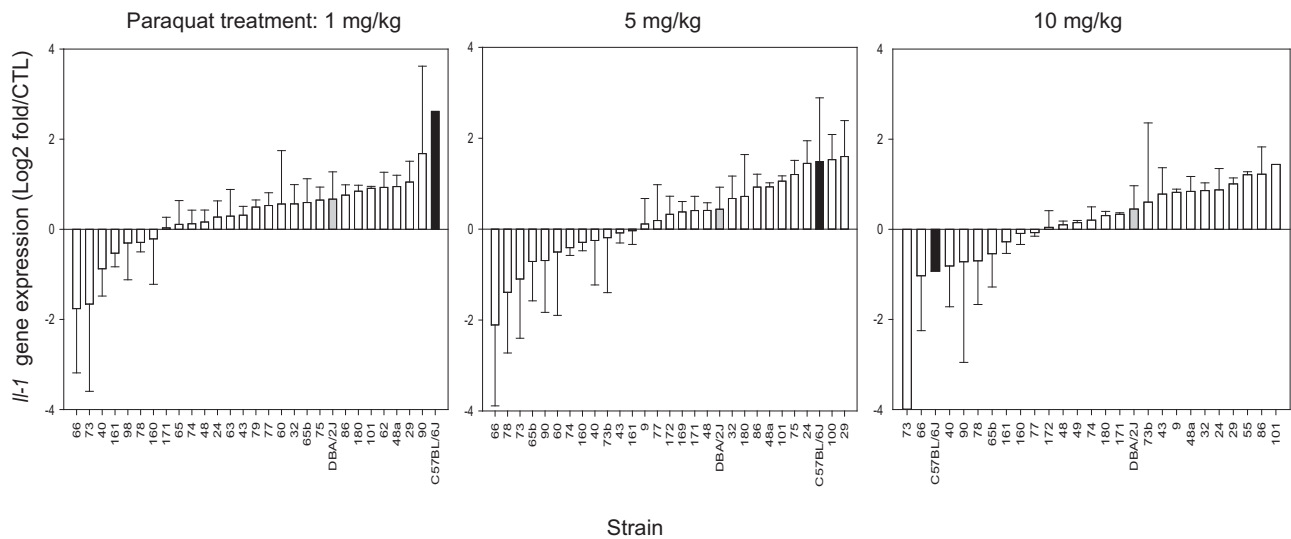 Paraquat treatment: 1 mg/kg
5 mg/kg
10 mg/kg
Il-1 gene expression (Log2 fold/CTL)
4
2
0
-2
-4
66 73 40 161 98 78 160 171 65 74 48 24 63 43 79 77 60 32 65b 75 DBA/2J 86 180 101 62 48a 29 90 C57BL/6J
4
2
0
-2
-4
66 78 73 65b 90 60 74 160 40 73b 43 161 9 77 172 169 171 48 DBA/2J 32 180 86 48a 101 75 24 C57BL/6J 100 29
4
2
0
-2
-4
73 66 C57BL/6J 40 90 78 65b 161 160 77 172 48 49 74 180 171 DBA/2J 73b 43 9 48a 32 24 29 55 86 101
Strain